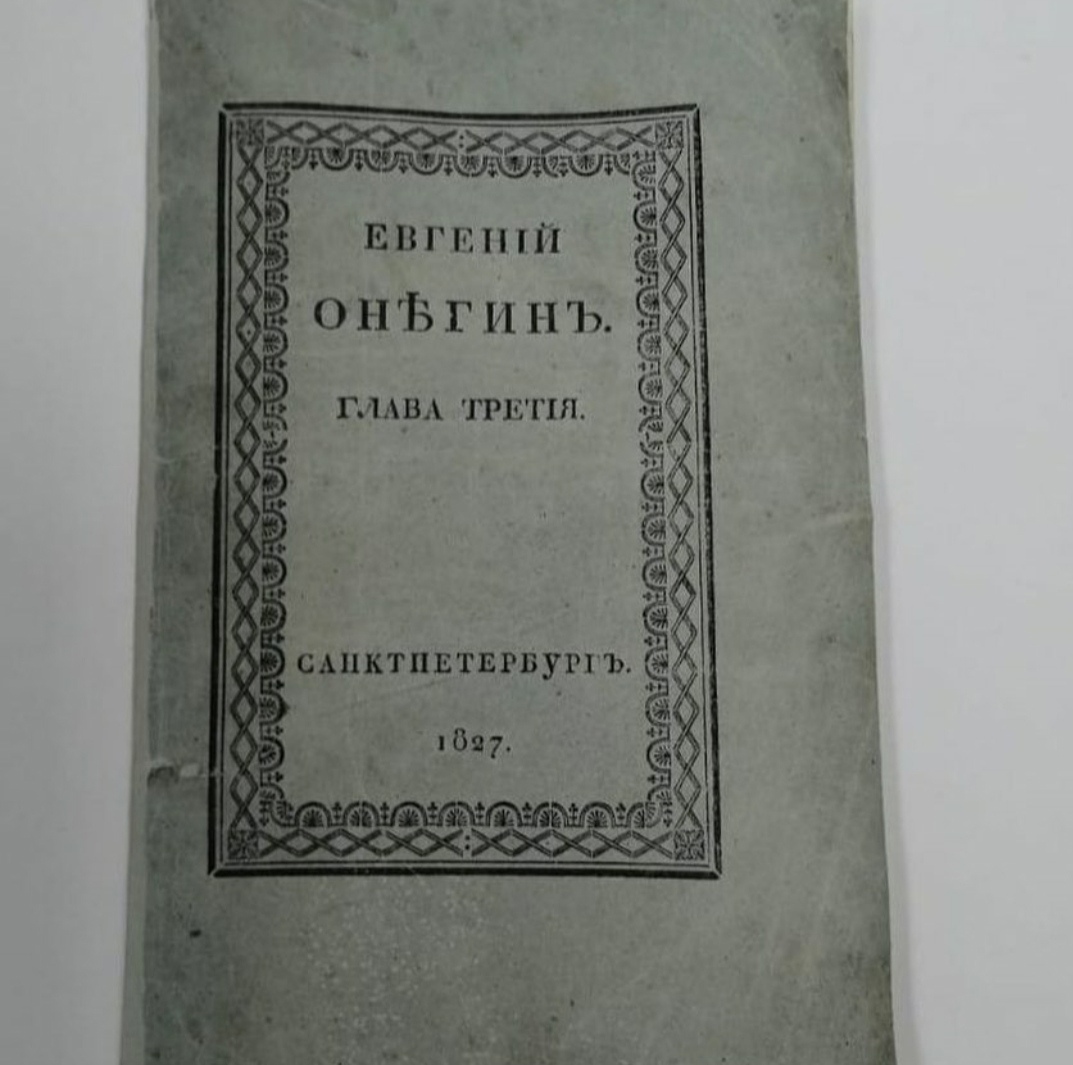 ЕВГЕНІЙ
ОНѢГИНЪ.
ГЛАВА ТРЕТІЯ.
САНКТПЕТЕРБУРГЪ.
1827.